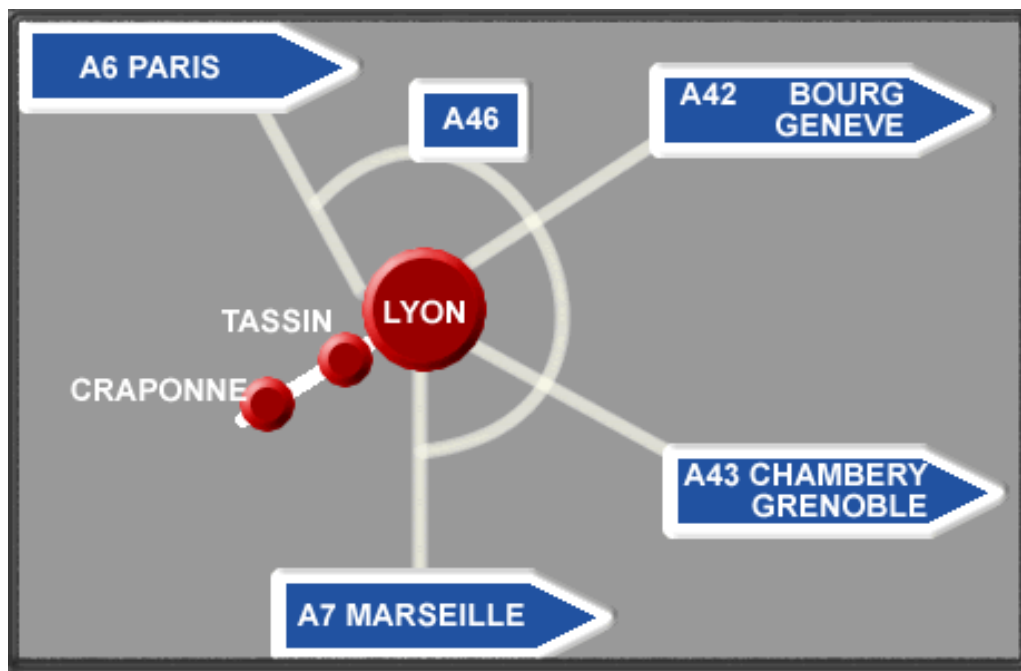 A6 PARIS
A46
A42 BOURG
GENEVE
LYON
TASSIN
CRAPONNE
A43 CHAMBERY
GRENOBLE
A7 MARSEILLE